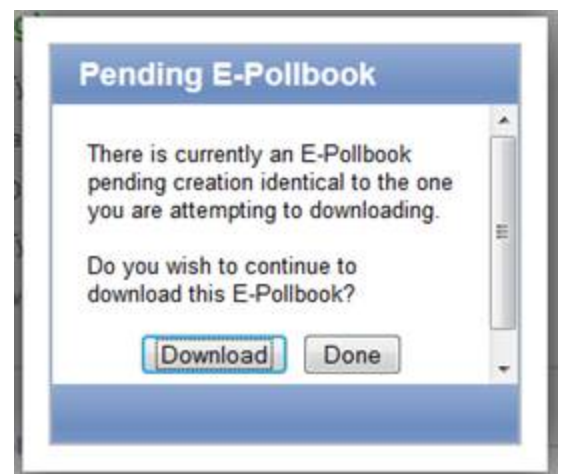 Pending E-Pollbook
There is currently an E-Pollbook
pending creation identical to the one
you are attempting to downloading.
Do you wish to continue to
download this E-Pollbook?
Download Done